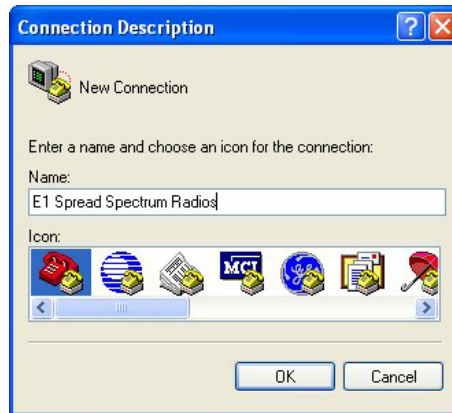 Connection Description
New Connection
Enter a name and choose an icon for the connection:
Name:
E1 Spread Spectrum Radios
Icon:
MCI
OK
Cancel